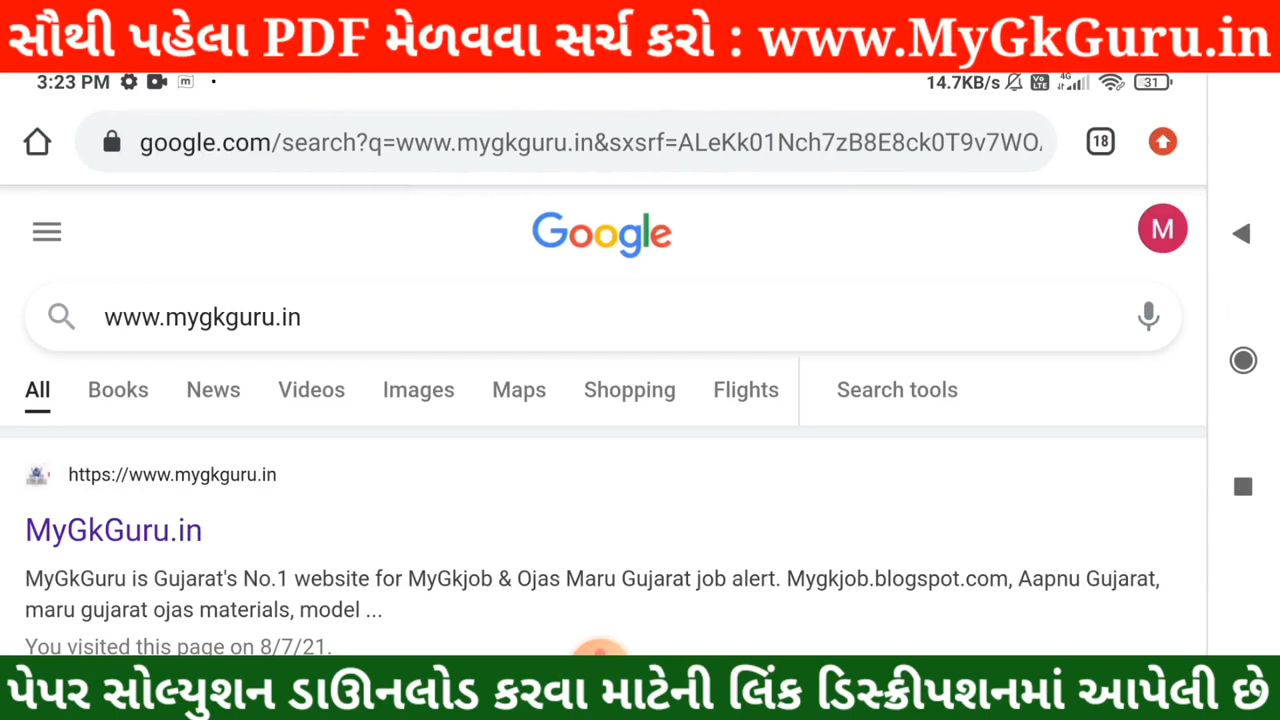 સૌથી પહેલા PDF મેળવવા સર્ચ કરો : www.MyGkGuru.in
3:23 PM m 14.7KB/s Vo LTE 4G 31
google.com/search?q=www.mygkguru.in&sxsrf=ALeKk01Nch7zB8E8ck0T9v7WO 18
Google M
www.mygkguru.in
All Books News Videos Images Maps Shopping Flights Search tools
https://www.mygkguru.in
MyGkGuru.in
MyGkGuru is Gujarat's No.1 website for MyGkjob & Ojas Maru Gujarat job alert. Mygkjob.blogspot.com, Aapnu Gujarat,
maru gujarat ojas materials, model ...
You visited this page on 8/7/21.
પેપર સોલ્યુશન ડાઊનલોડ કરવા માટેની લિંક ડિસ્ક્રીપશનમાં આપેલી છે